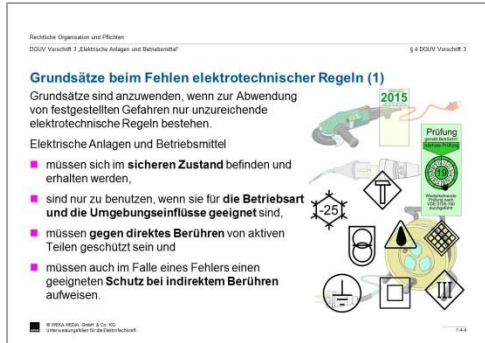 Rechtliche Organisation und Pflichten
DGUV Vorschrift 3 „Elektrische Anlagen und Betriebsmittel“
§ 4 DGUV Vorschrift 3
Grundsätze beim Fehlen elektrotechnischer Regeln (1)
Grundsätze sind anzuwenden, wenn zur Abwendung
von festgestellten Gefahren nur unzureichende
elektrotechnische Regeln bestehen.
Elektrische Anlagen und Betriebsmittel
müssen sich im sicheren Zustand befinden und
erhalten werden,
sind nur zu benutzen, wenn sie für die Betriebsart
und die Umgebungseinflüsse geeignet sind,
müssen gegen direktes Berühren von aktiven
Teilen geschützt sein und
müssen auch im Falle eines Fehlers einen
geeigneten Schutz bei indirektem Berühren
aufweisen.
2015
Prüfung
nächste Prüfung
19
-25
III
© WEKA MEDIA GmbH & Co. KG
Unterweisungsfolien für die Elektrofachkraft